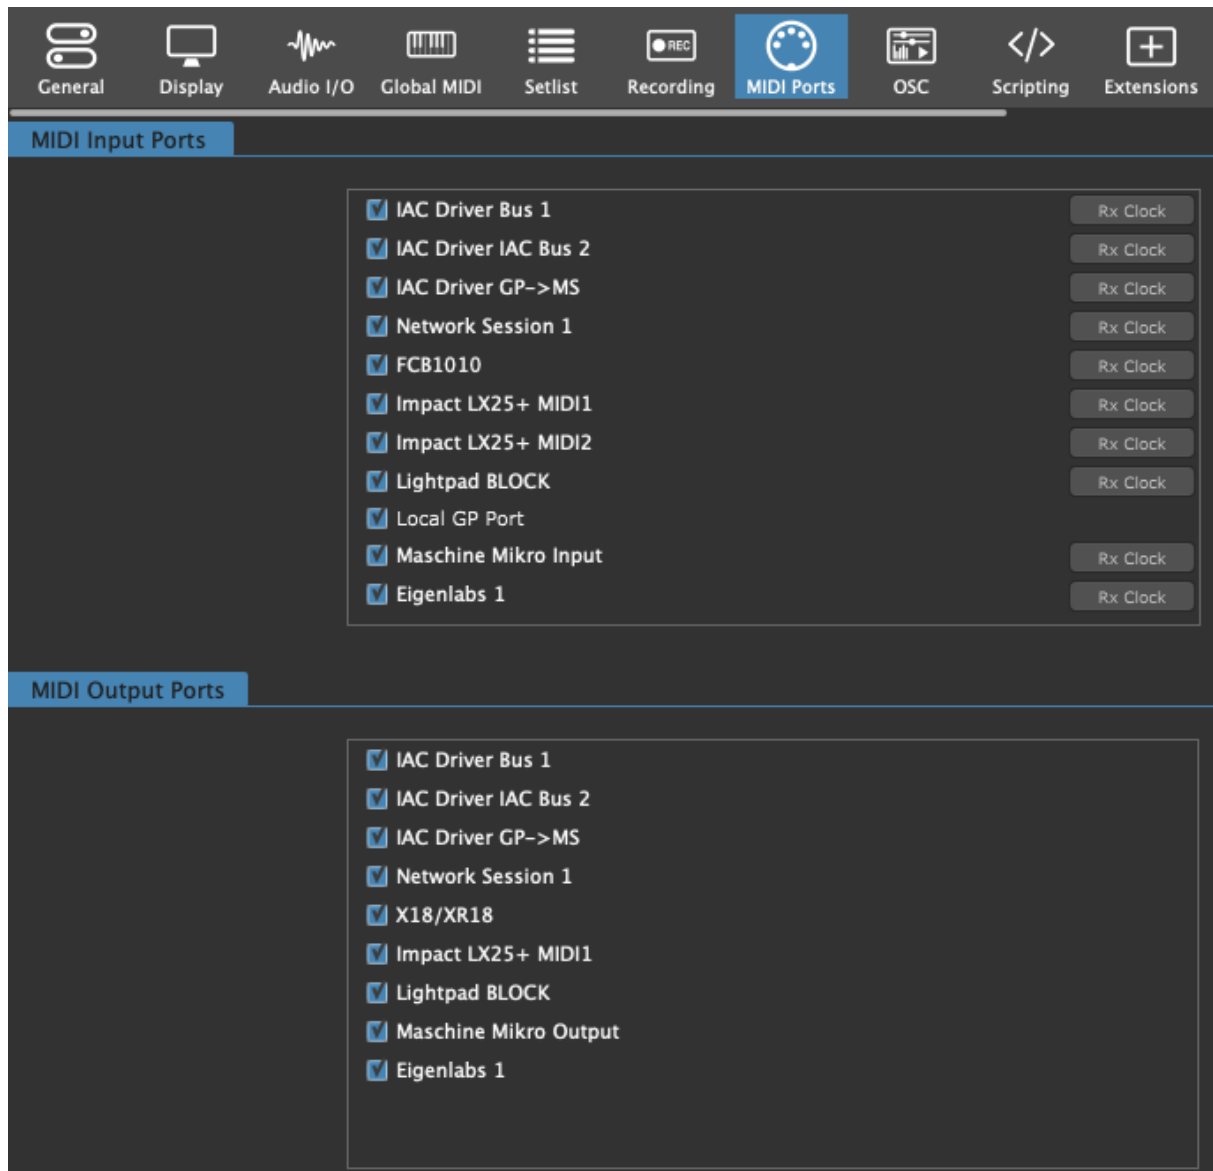 General Display Audio I/O Global MIDI Setlist REC Recording MIDI Ports OSC </> Scripting Extensions
MIDI Input Ports
IAC Driver Bus 1 Rx Clock
IAC Driver IAC Bus 2 Rx Clock
IAC Driver GP->MS Rx Clock
Network Session 1 Rx Clock
FCB1010 Rx Clock
Impact LX25+ MIDI1 Rx Clock
Impact LX25+ MIDI2 Rx Clock
Lightpad BLOCK Rx Clock
Local GP Port
Maschine Mikro Input Rx Clock
Eigenlabs 1 Rx Clock
MIDI Output Ports
IAC Driver Bus 1
IAC Driver IAC Bus 2
IAC Driver GP->MS
Network Session 1
X18/XR18
Impact LX25+ MIDI1
Lightpad BLOCK
Maschine Mikro Output
Eigenlabs 1